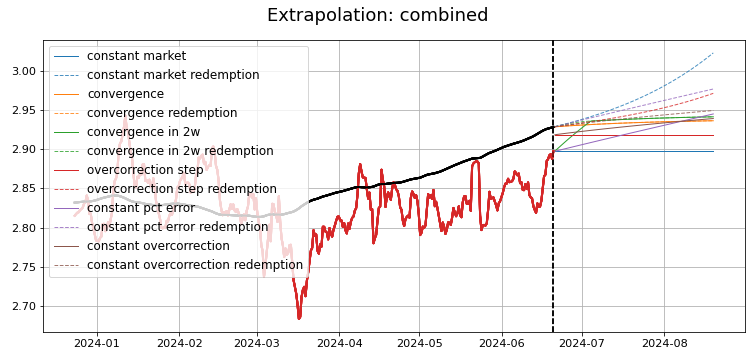 Extrapolation: combined
constant market
constant market redemption
convergence
convergence redemption
convergence in 2w
convergence in 2w redemption
overcorrection step
overcorrection step redemption
constant pct error
constant pct error redemption
constant overcorrection
constant overcorrection redemption
3.00
2.95
2.90
2.85
2.80
2.75
2.70
2024-01 2024-02 2024-03 2024-04 2024-05 2024-06 2024-07 2024-08